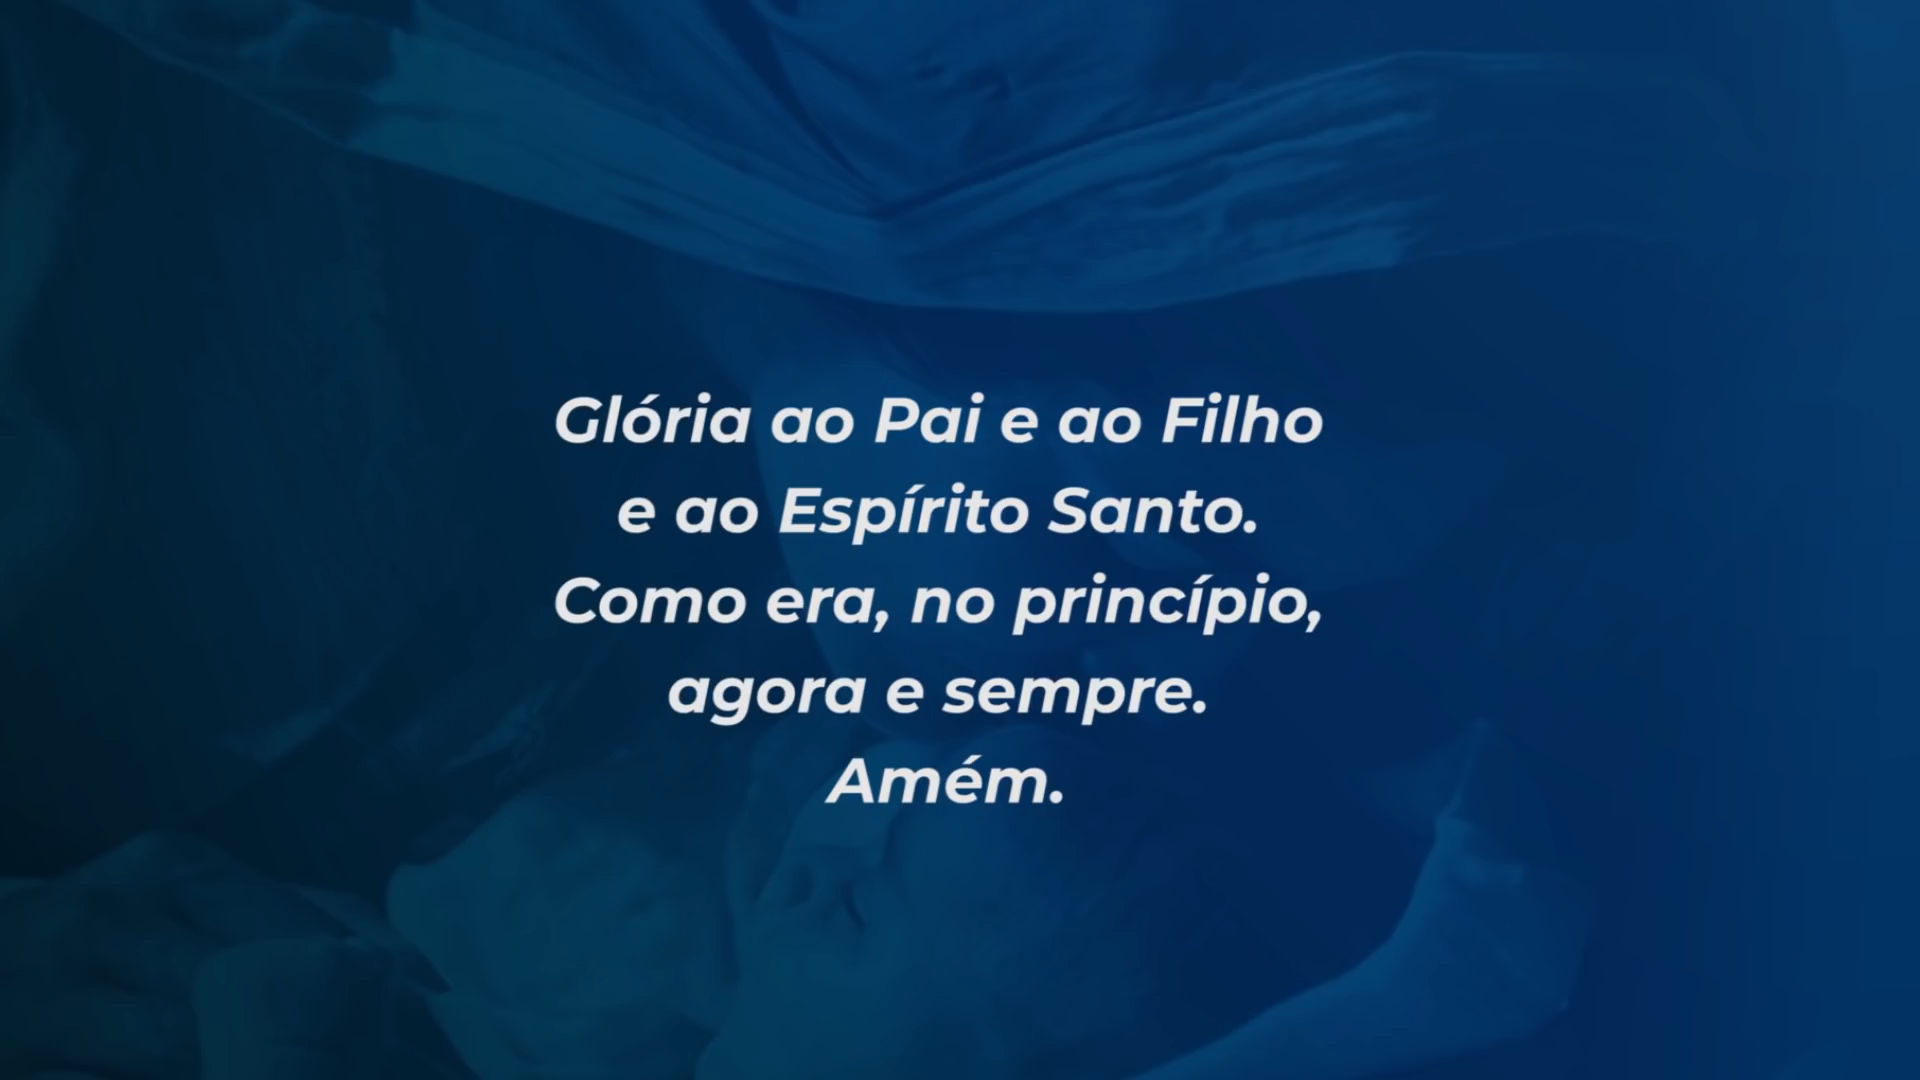 Glória ao Pai e ao Filho
e ao Espírito Santo.
Como era, no princípio,
agora e sempre.
Amém.